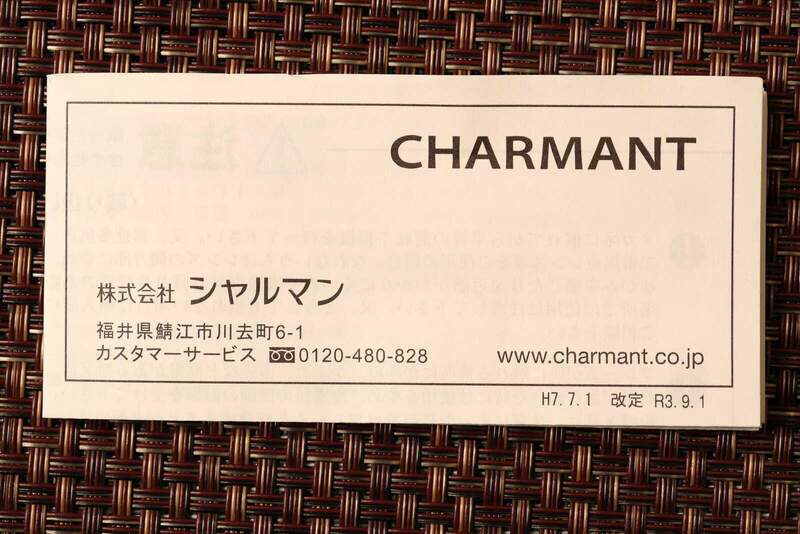 CHARMANT
株式会社 シャルマン
福井県鯖江市川去町6-1
カスタマーサービス 0120-480-828
www.charmant.co.jp
H7.7.1 改定 R3.9.1